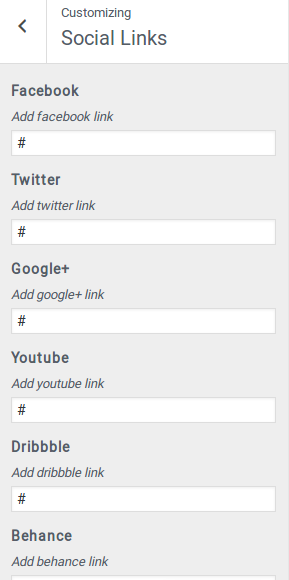 Customizing
Social Links
Facebook
Add facebook link
#
Twitter
Add twitter link
#
Google+
Add google+ link
#
Youtube
Add youtube link
#
Dribbble
Add dribbble link
#
Behance
Add behance link